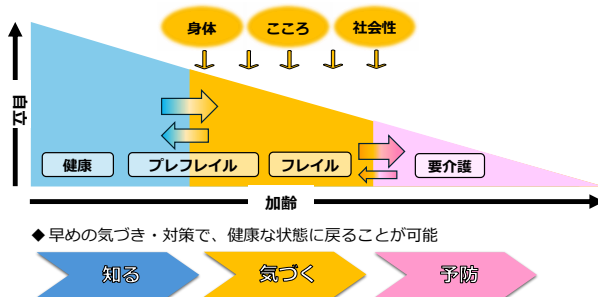 身体
こころ
社会性
自立
健康
プレフレイル
フレイル
要介護
加齢
◆早めの気づき・対策で、健康な状態に戻ることが可能
知る
気づく
予防